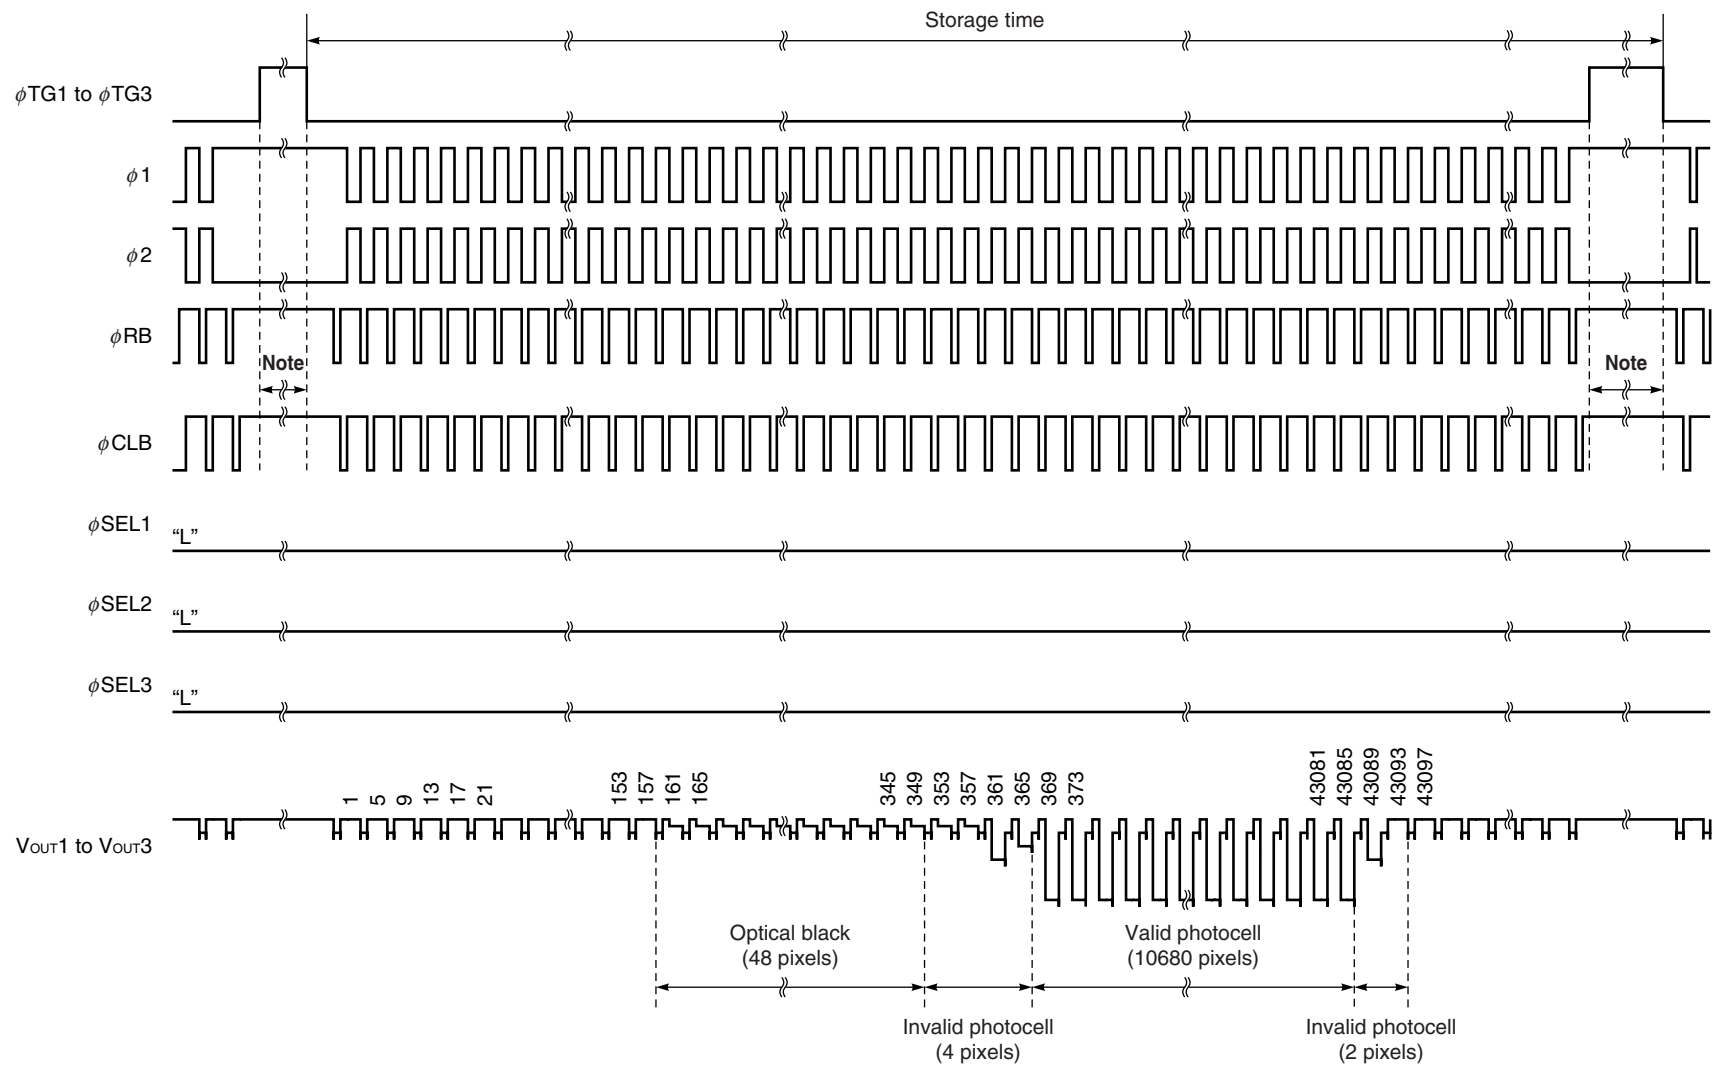 Storage time
ϕTG1 to ϕTG3
ϕ1
ϕ2
ϕRB
Note Note
ϕCLB
ϕSEL1 “L”
ϕSEL2 “L”
ϕSEL3 “L”
1 5 9 13 17 21 153 157 161 165 345 349 353 357 361 365 369 373 43081 43085 43089 43093 43097
VOUT1 to VOUT3
Optical black
(48 pixels)
Valid photocell
(10680 pixels)
Invalid photocell
(4 pixels)
Invalid photocell
(2 pixels)